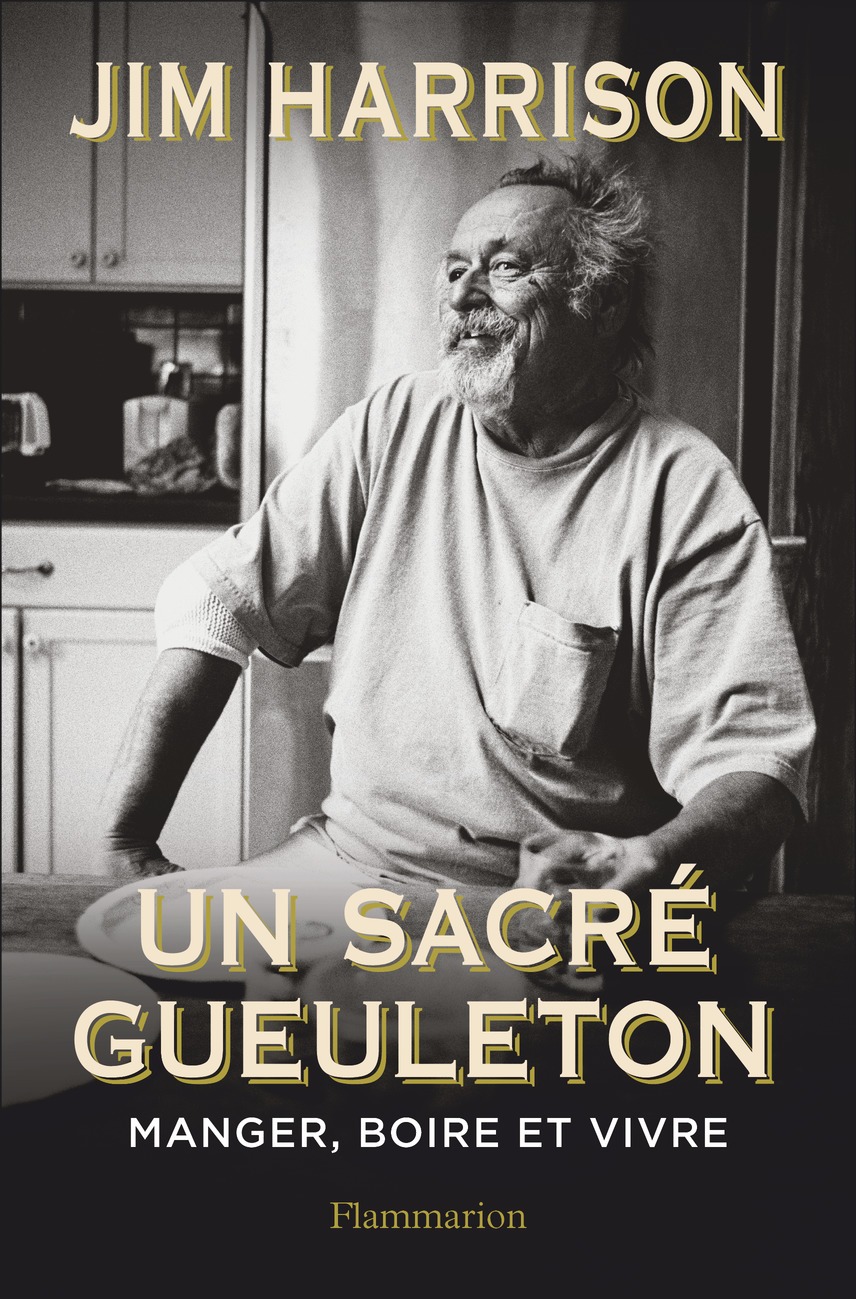 JIM HARRISON
UN SACRÉ
GUEULETON
MANGER, BOIRE ET VIVRE
Flammarion